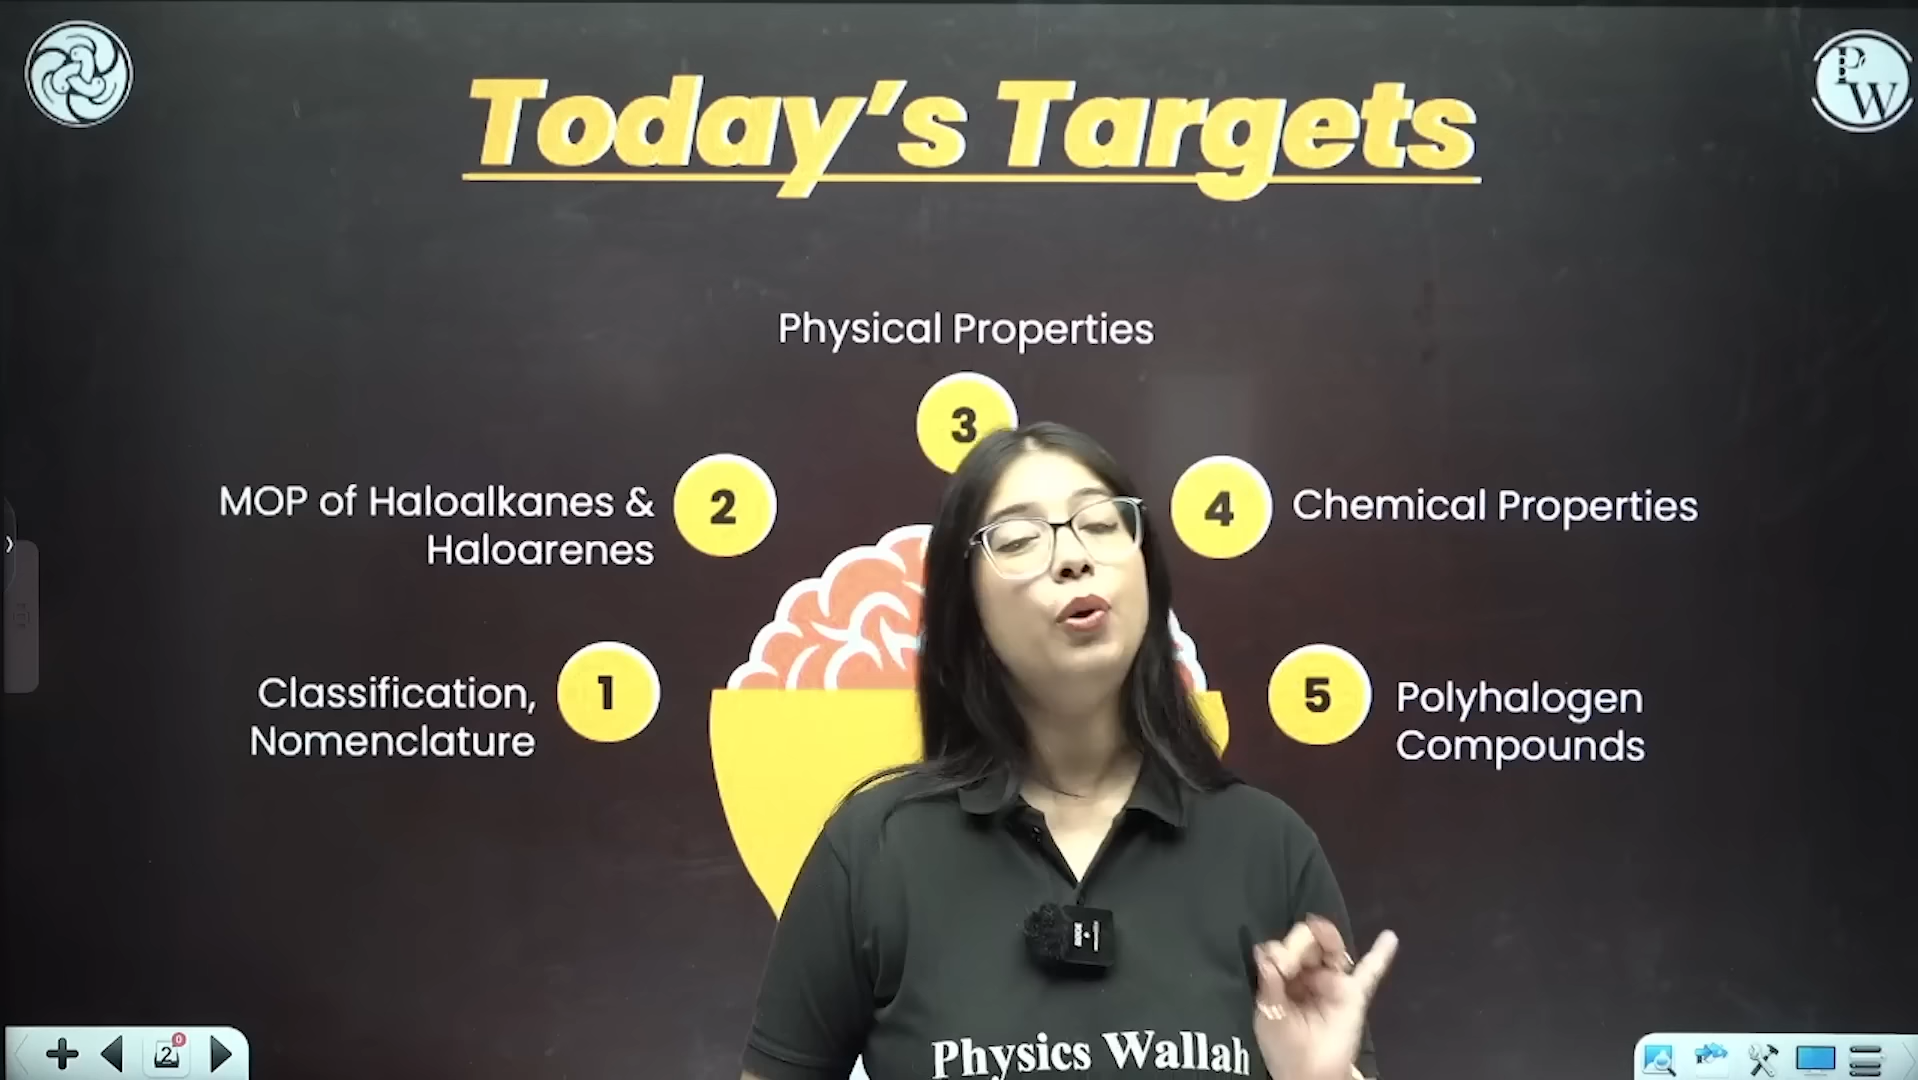 P
W
Today's Targets
Physical Properties
3
MOP of Haloalkanes &
Haloarenes
2
4
Chemical Properties
Classification,
Nomenclature
1
5
Polyhalogen
Compounds
Physics Wallah
2
0